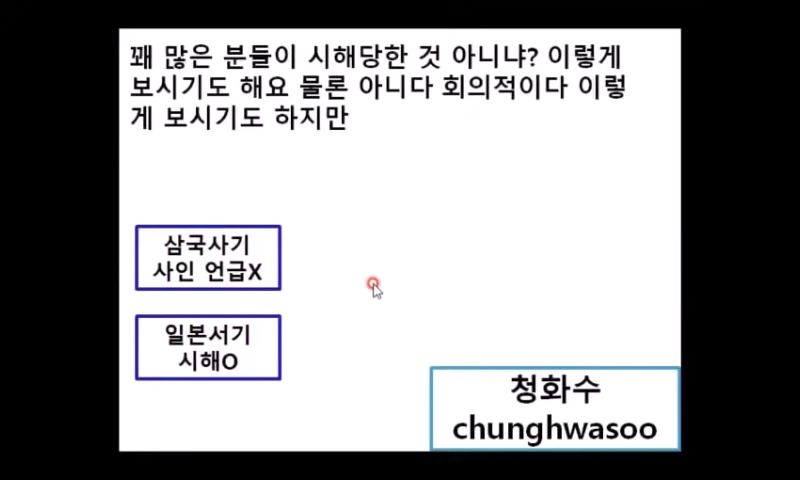 꽤 많은 분들이 시해당한 것 아니냐? 이렇게
보시기도 해요 물론 아니다 회의적이다 이렇
게 보시기도 하지만
삼국사기
사인 언급X
일본서기
시해O
청화수
chunghwasoo